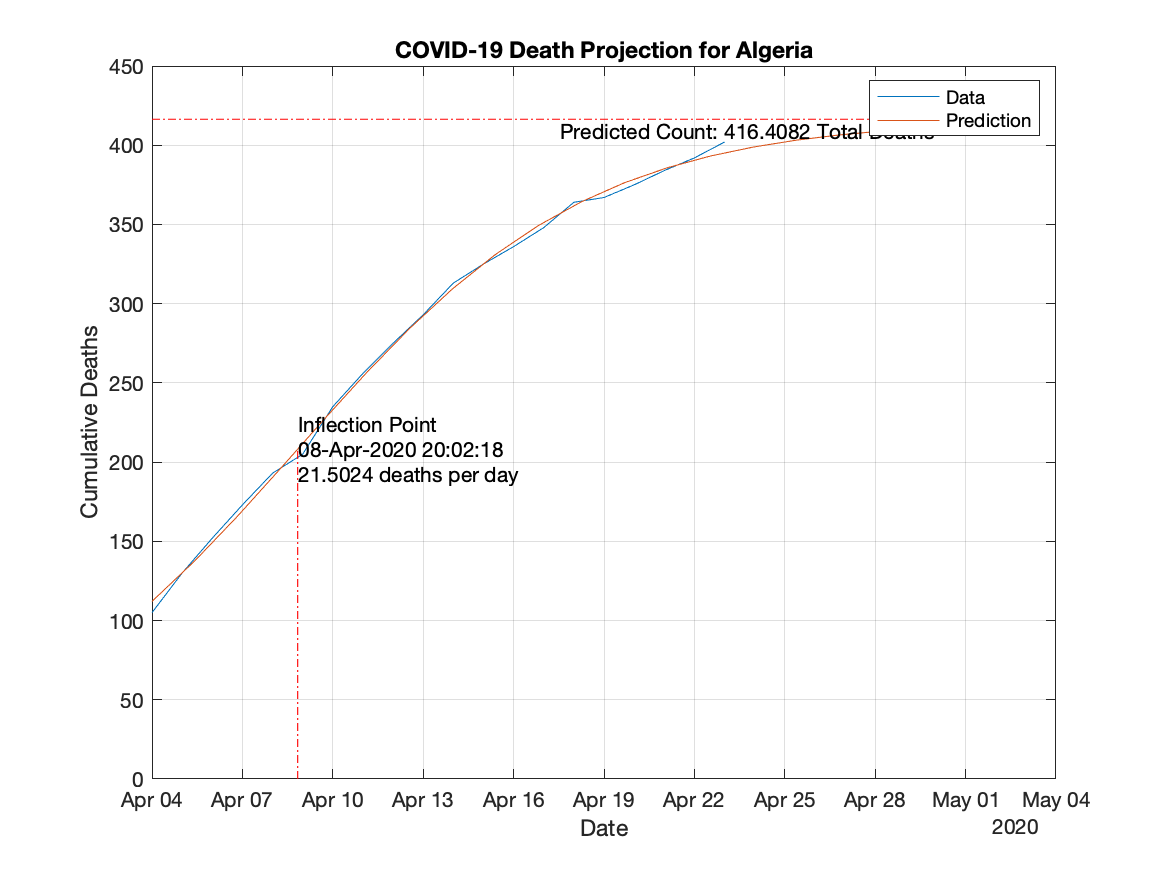 COVID-19 Death Projection for Algeria
450
400
350
300
250
200
150
100
50
0
Cumulative Deaths
Data
Prediction
Predicted Count: 416.4082 Total Deaths
Inflection Point
08-Apr-2020 20:02:18
21.5024 deaths per day
Apr 04 Apr 07 Apr 10 Apr 13 Apr 16 Apr 19 Apr 22 Apr 25 Apr 28 May 01 May 04
Date
2020